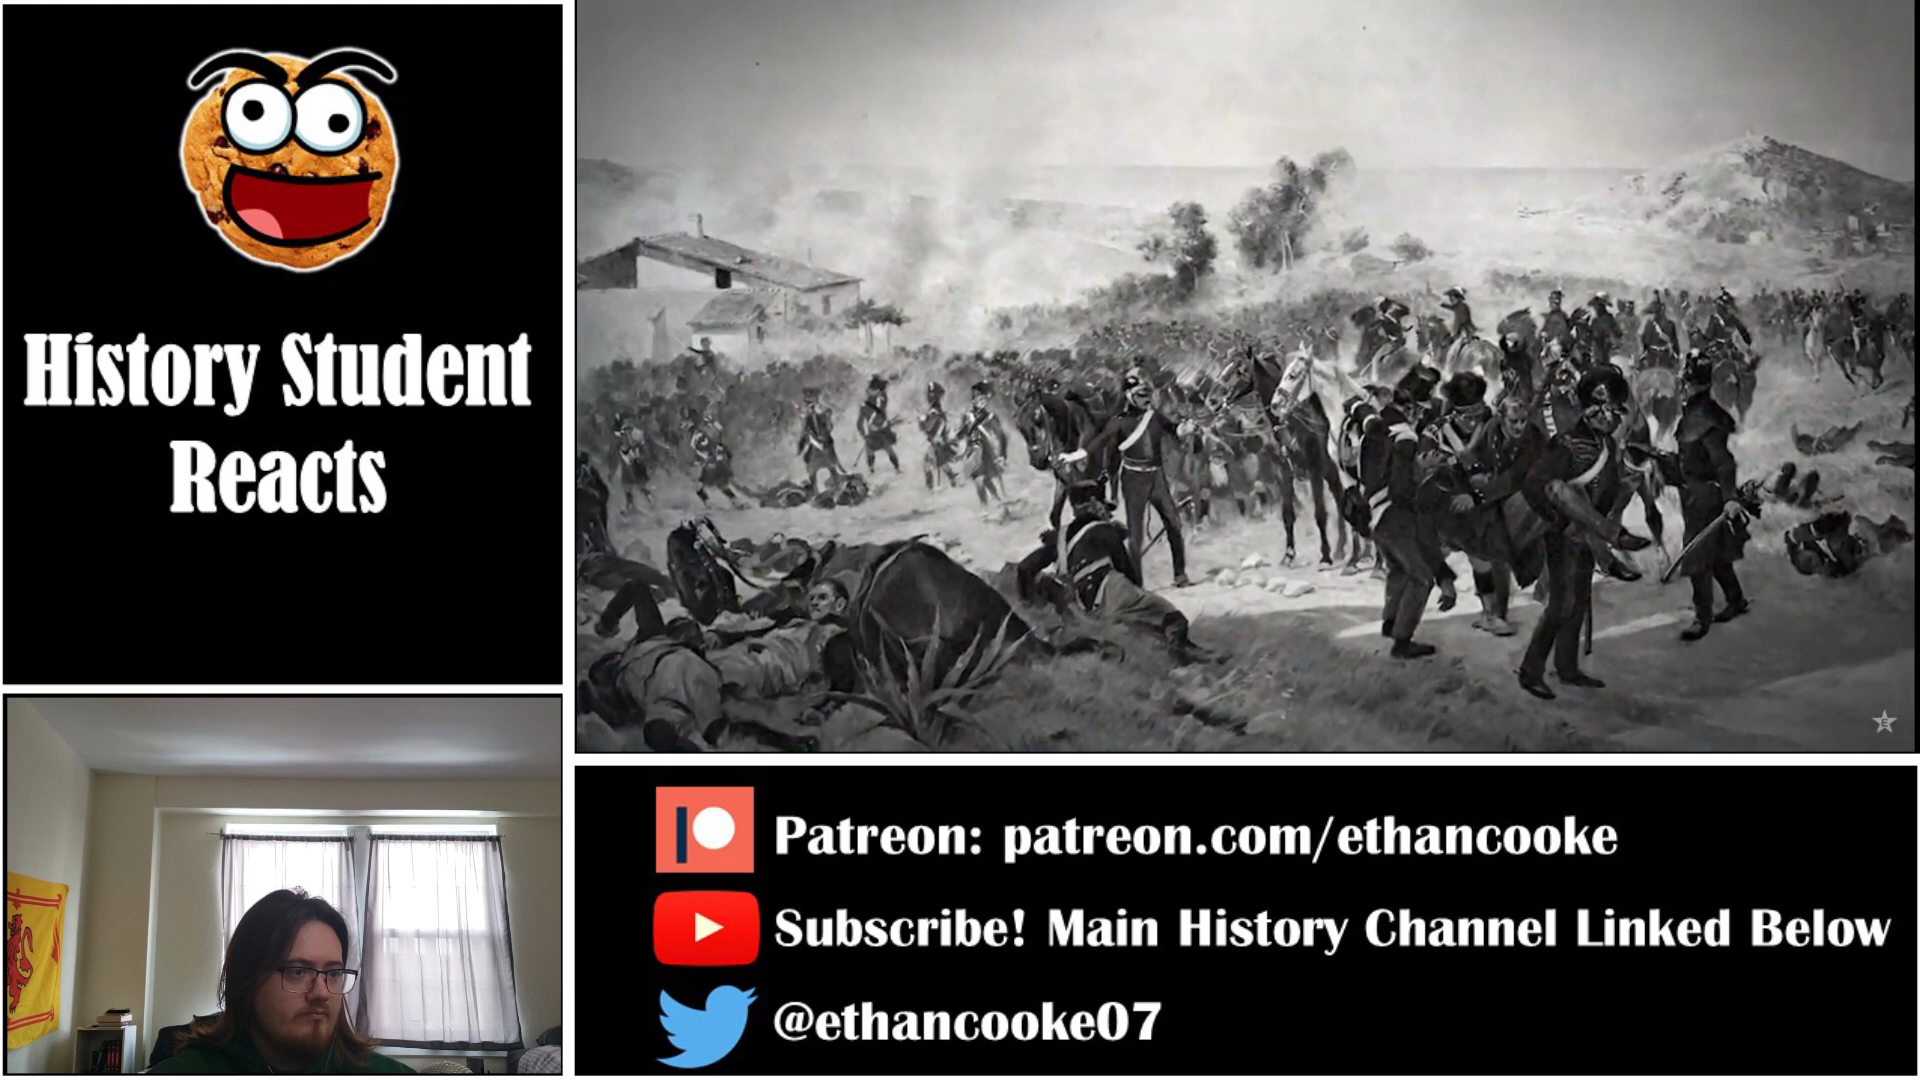 History Student
Reacts
Patreon: patreon.com/ethancooke
Subscribe! Main History Channel Linked Below
@ethancooke07
E